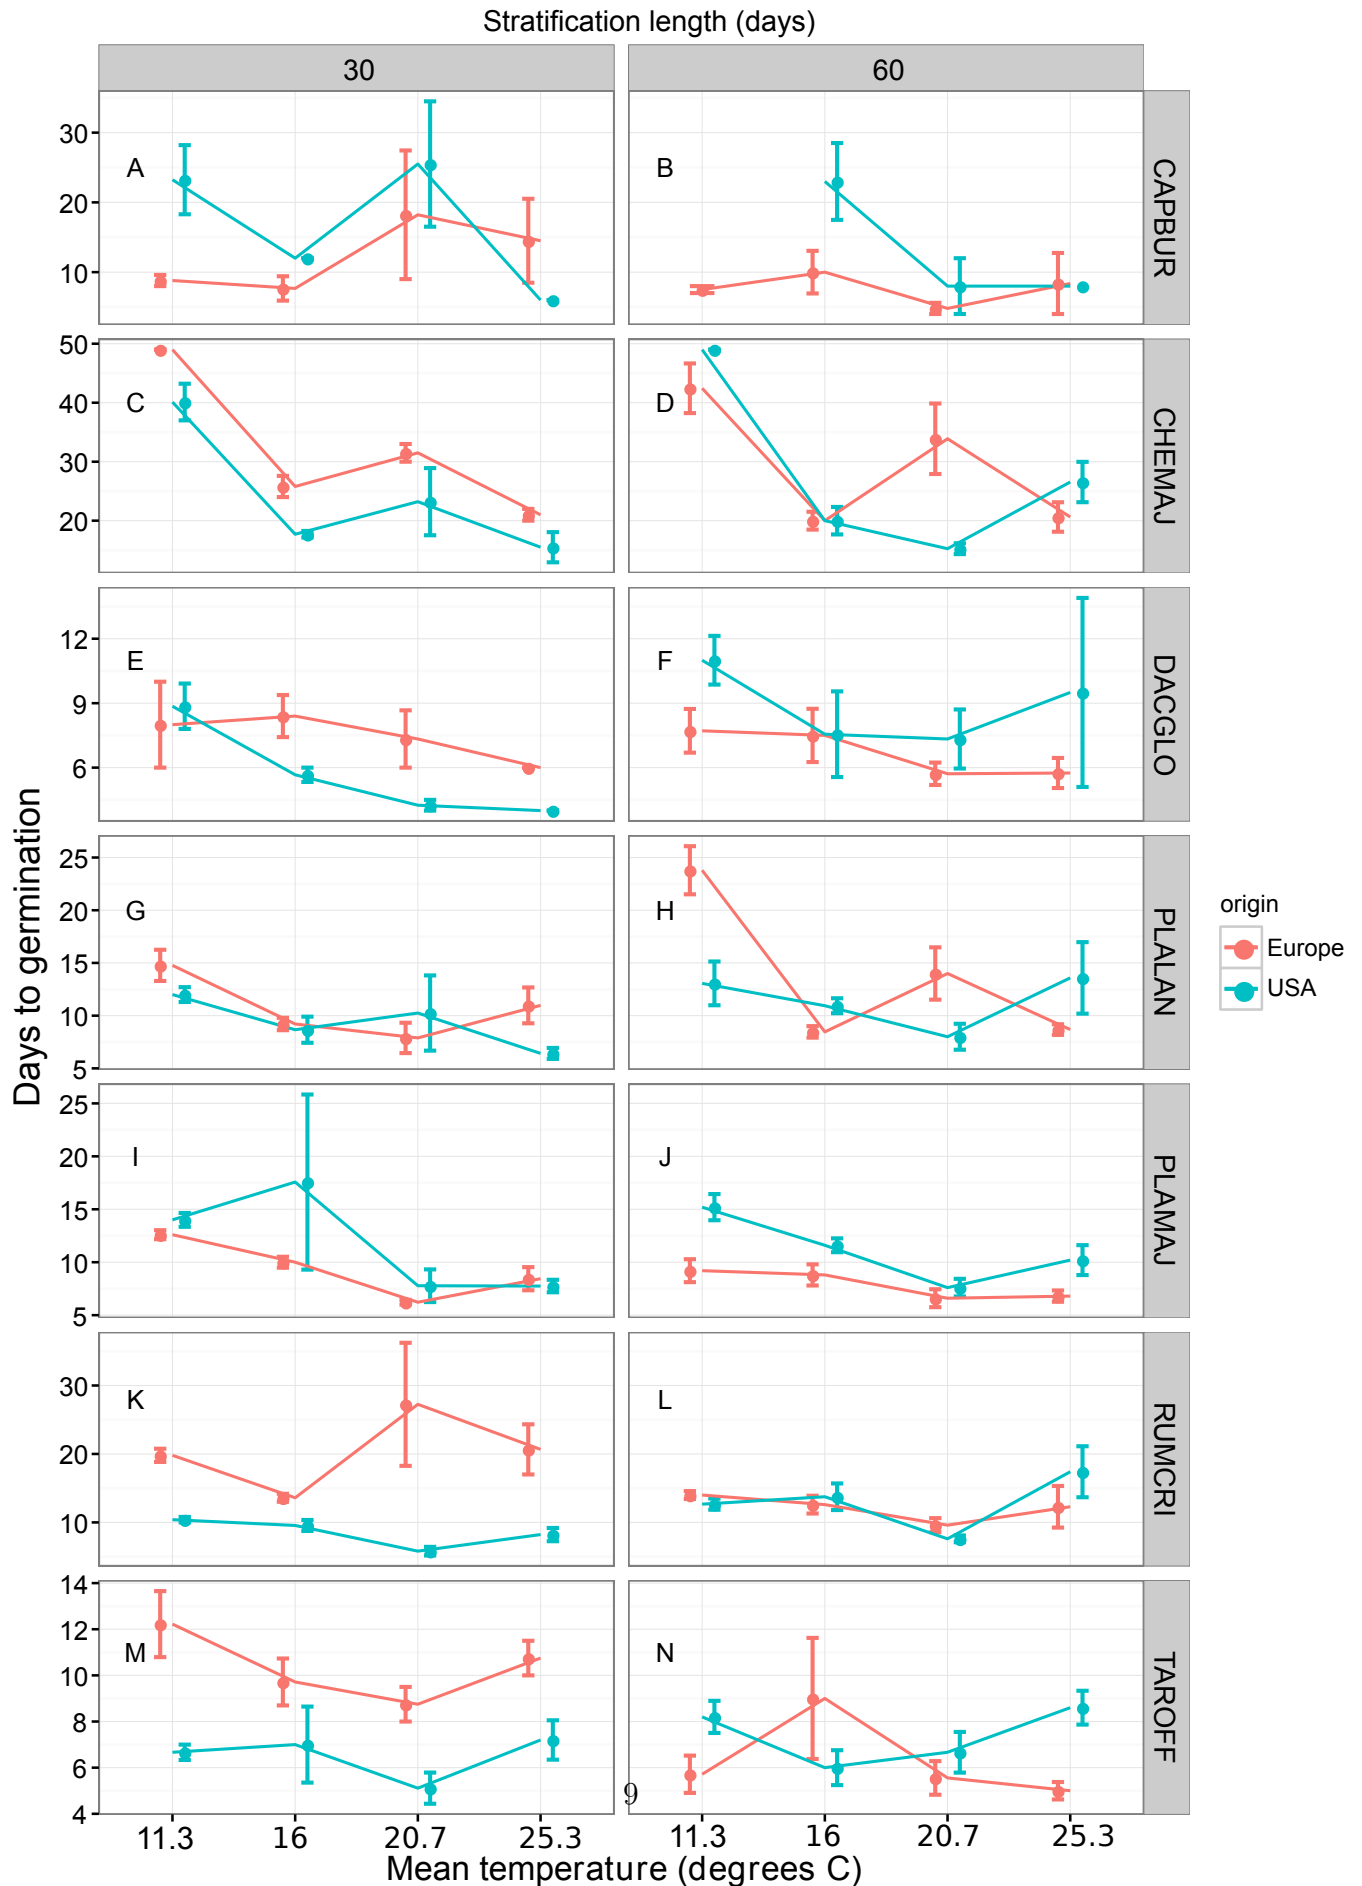 Stratification length (days)
30
60
30
20
10
A
B
CAPBUR
50
40
30
20
C
D
CHEMAJ
12
9
6
E
F
DACGLO
25
20
15
10
5
G
H
PLALAN
25
20
15
10
5
I
J
PLAMAJ
30
20
10
K
L
RUMCRI
14
12
10
8
6
4
M
N
TAROFF
Days to germination
origin
Europe
USA
9
11.3 16 20.7 25.3
11.3 16 20.7 25.3
Mean temperature (degrees C)